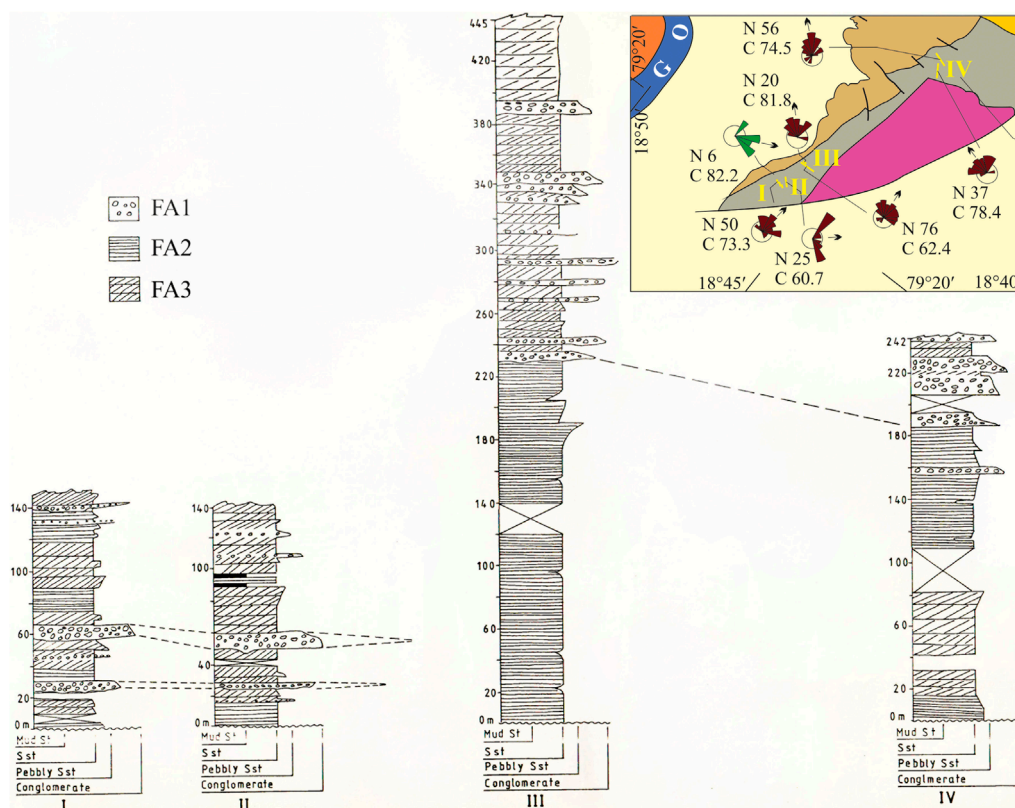 445
420
380
340
300
260
220
180
140
100
60
20
0 m
Mud St
Sst
Pebbly Sst
Conglomerate
III
FA1
FA2
FA3
79°20'
18°50'
G O
N 56
C 74.5
N 20
C 81.8
N 6
C 82.2
N 50
C 73.3
N 25
C 60.7
N 76
C 62.4
N 37
C 78.4
I
II
III
IV
18°45'
79°20'
18°40'
140
100
60
20
0 m
Mud St
Sst
Pebbly Sst
Conglomerate
I
140
100
60
40
20
0 m
Mud St
Sst
Pebbly Sst
Conglomerate
II
242
220
180
140
100
60
20
0 m
Mud St
Sst
Pebbly Sst
Conglmerate
IV